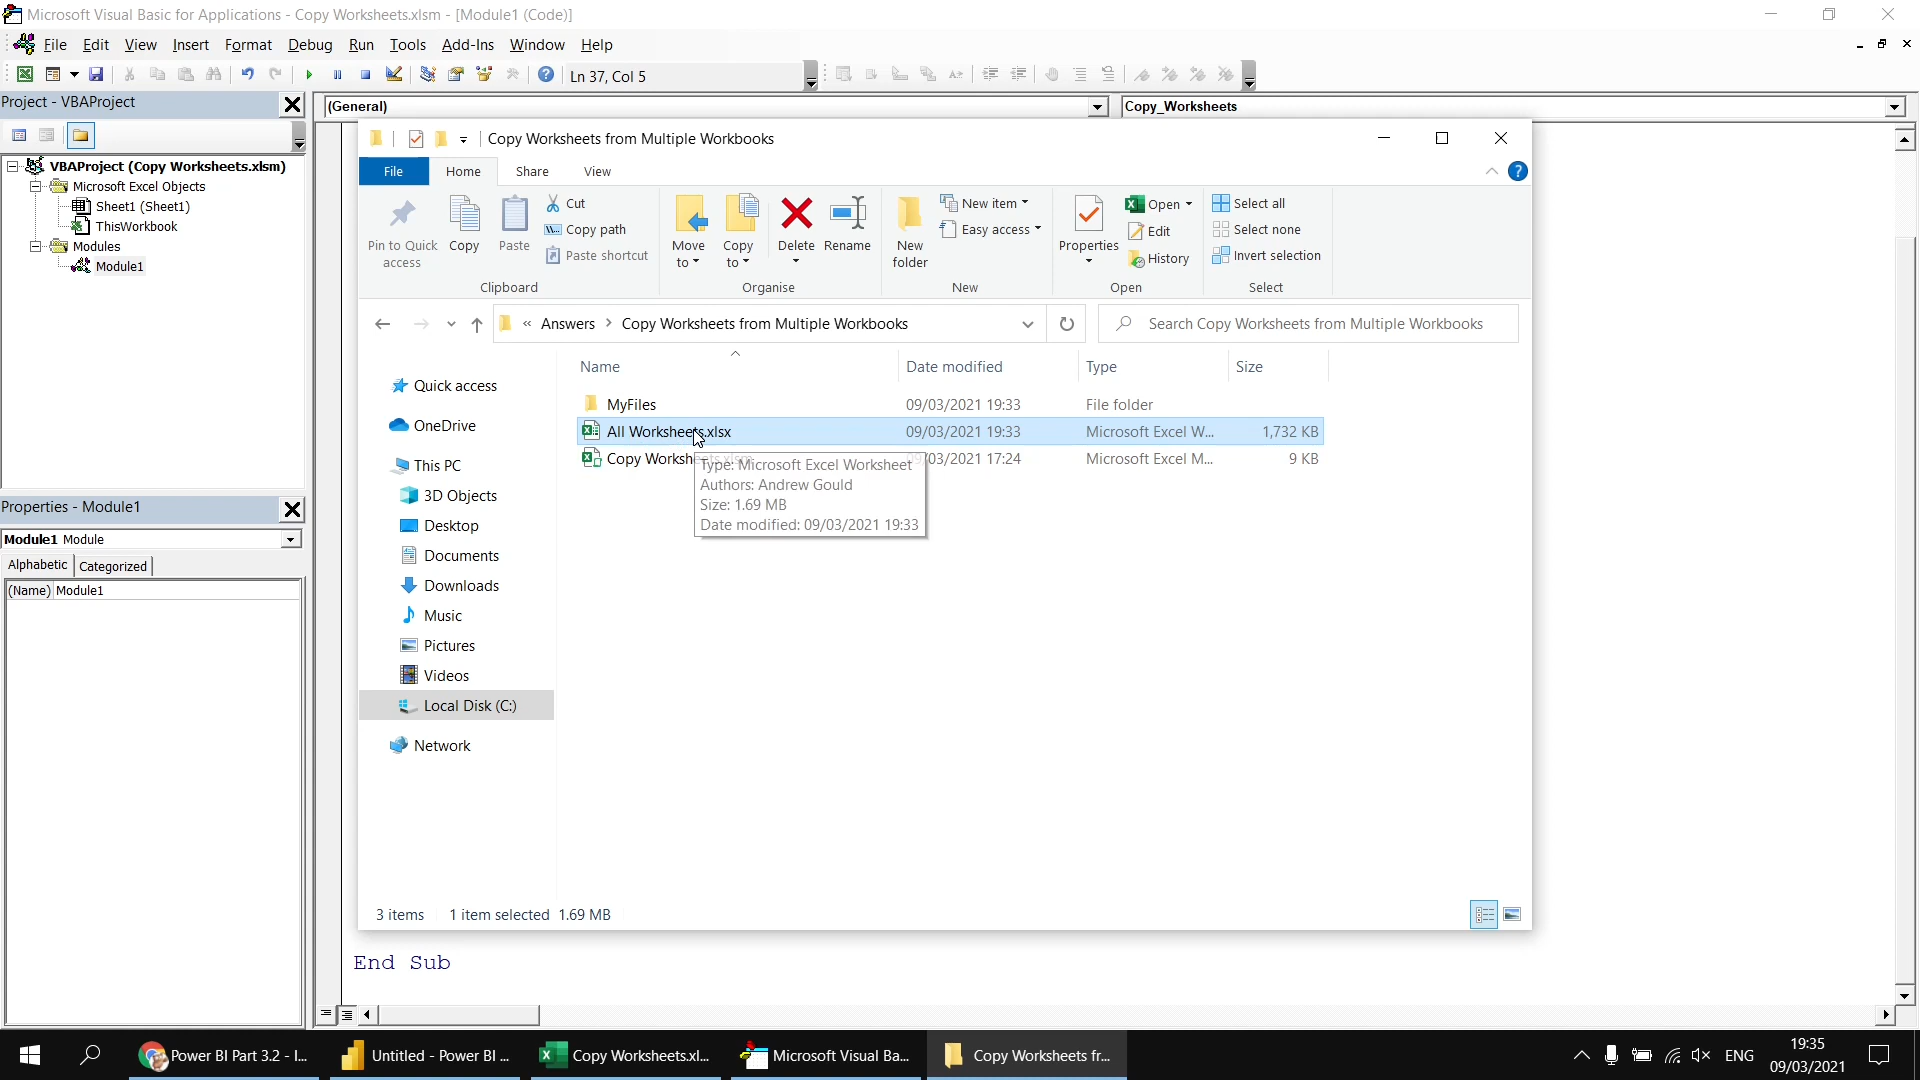 Microsoft Visual Basic for Applications - Copy Worksheets.xlsm - [Module1 (Code)]
File Edit View Insert Format Debug Run Tools Add-Ins Window Help
Ln 37, Col 5
Project - VBAProject
(General)
Copy_Worksheets
VBAProject (Copy Worksheets.xlsm)
Microsoft Excel Objects
Sheet1 (Sheet1)
ThisWorkbook
Modules
Module1
Properties - Module1
Module1 Module
Alphabetic Categorized
(Name) Module1
Copy Worksheets from Multiple Workbooks
File Home Share View
Pin to Quick access
Copy
Paste
Cut
Copy path
Paste shortcut
Clipboard
Move to
Copy to
Delete
Rename
Organise
New folder
New item
Easy access
New
Properties
Open
Edit
History
Open
Select all
Select none
Invert selection
Select
« Answers > Copy Worksheets from Multiple Workbooks
Search Copy Worksheets from Multiple Workbooks
Quick access
OneDrive
This PC
3D Objects
Desktop
Documents
Downloads
Music
Pictures
Videos
Local Disk (C:)
Network
Name Date modified Type Size
MyFiles 09/03/2021 19:33 File folder
All Worksheets.xlsx 09/03/2021 19:33 Microsoft Excel W... 1,732 KB
Copy Worksheets.xlsm 09/03/2021 17:24 Microsoft Excel M... 9 KB
Type: Microsoft Excel Worksheet
Authors: Andrew Gould
Size: 1.69 MB
Date modified: 09/03/2021 19:33
3 items 1 item selected 1.69 MB
End Sub
Power BI Part 3.2 - I...
Untitled - Power BI ...
Copy Worksheets.xl...
Microsoft Visual Ba...
Copy Worksheets fr...
ENG
19:35
09/03/2021